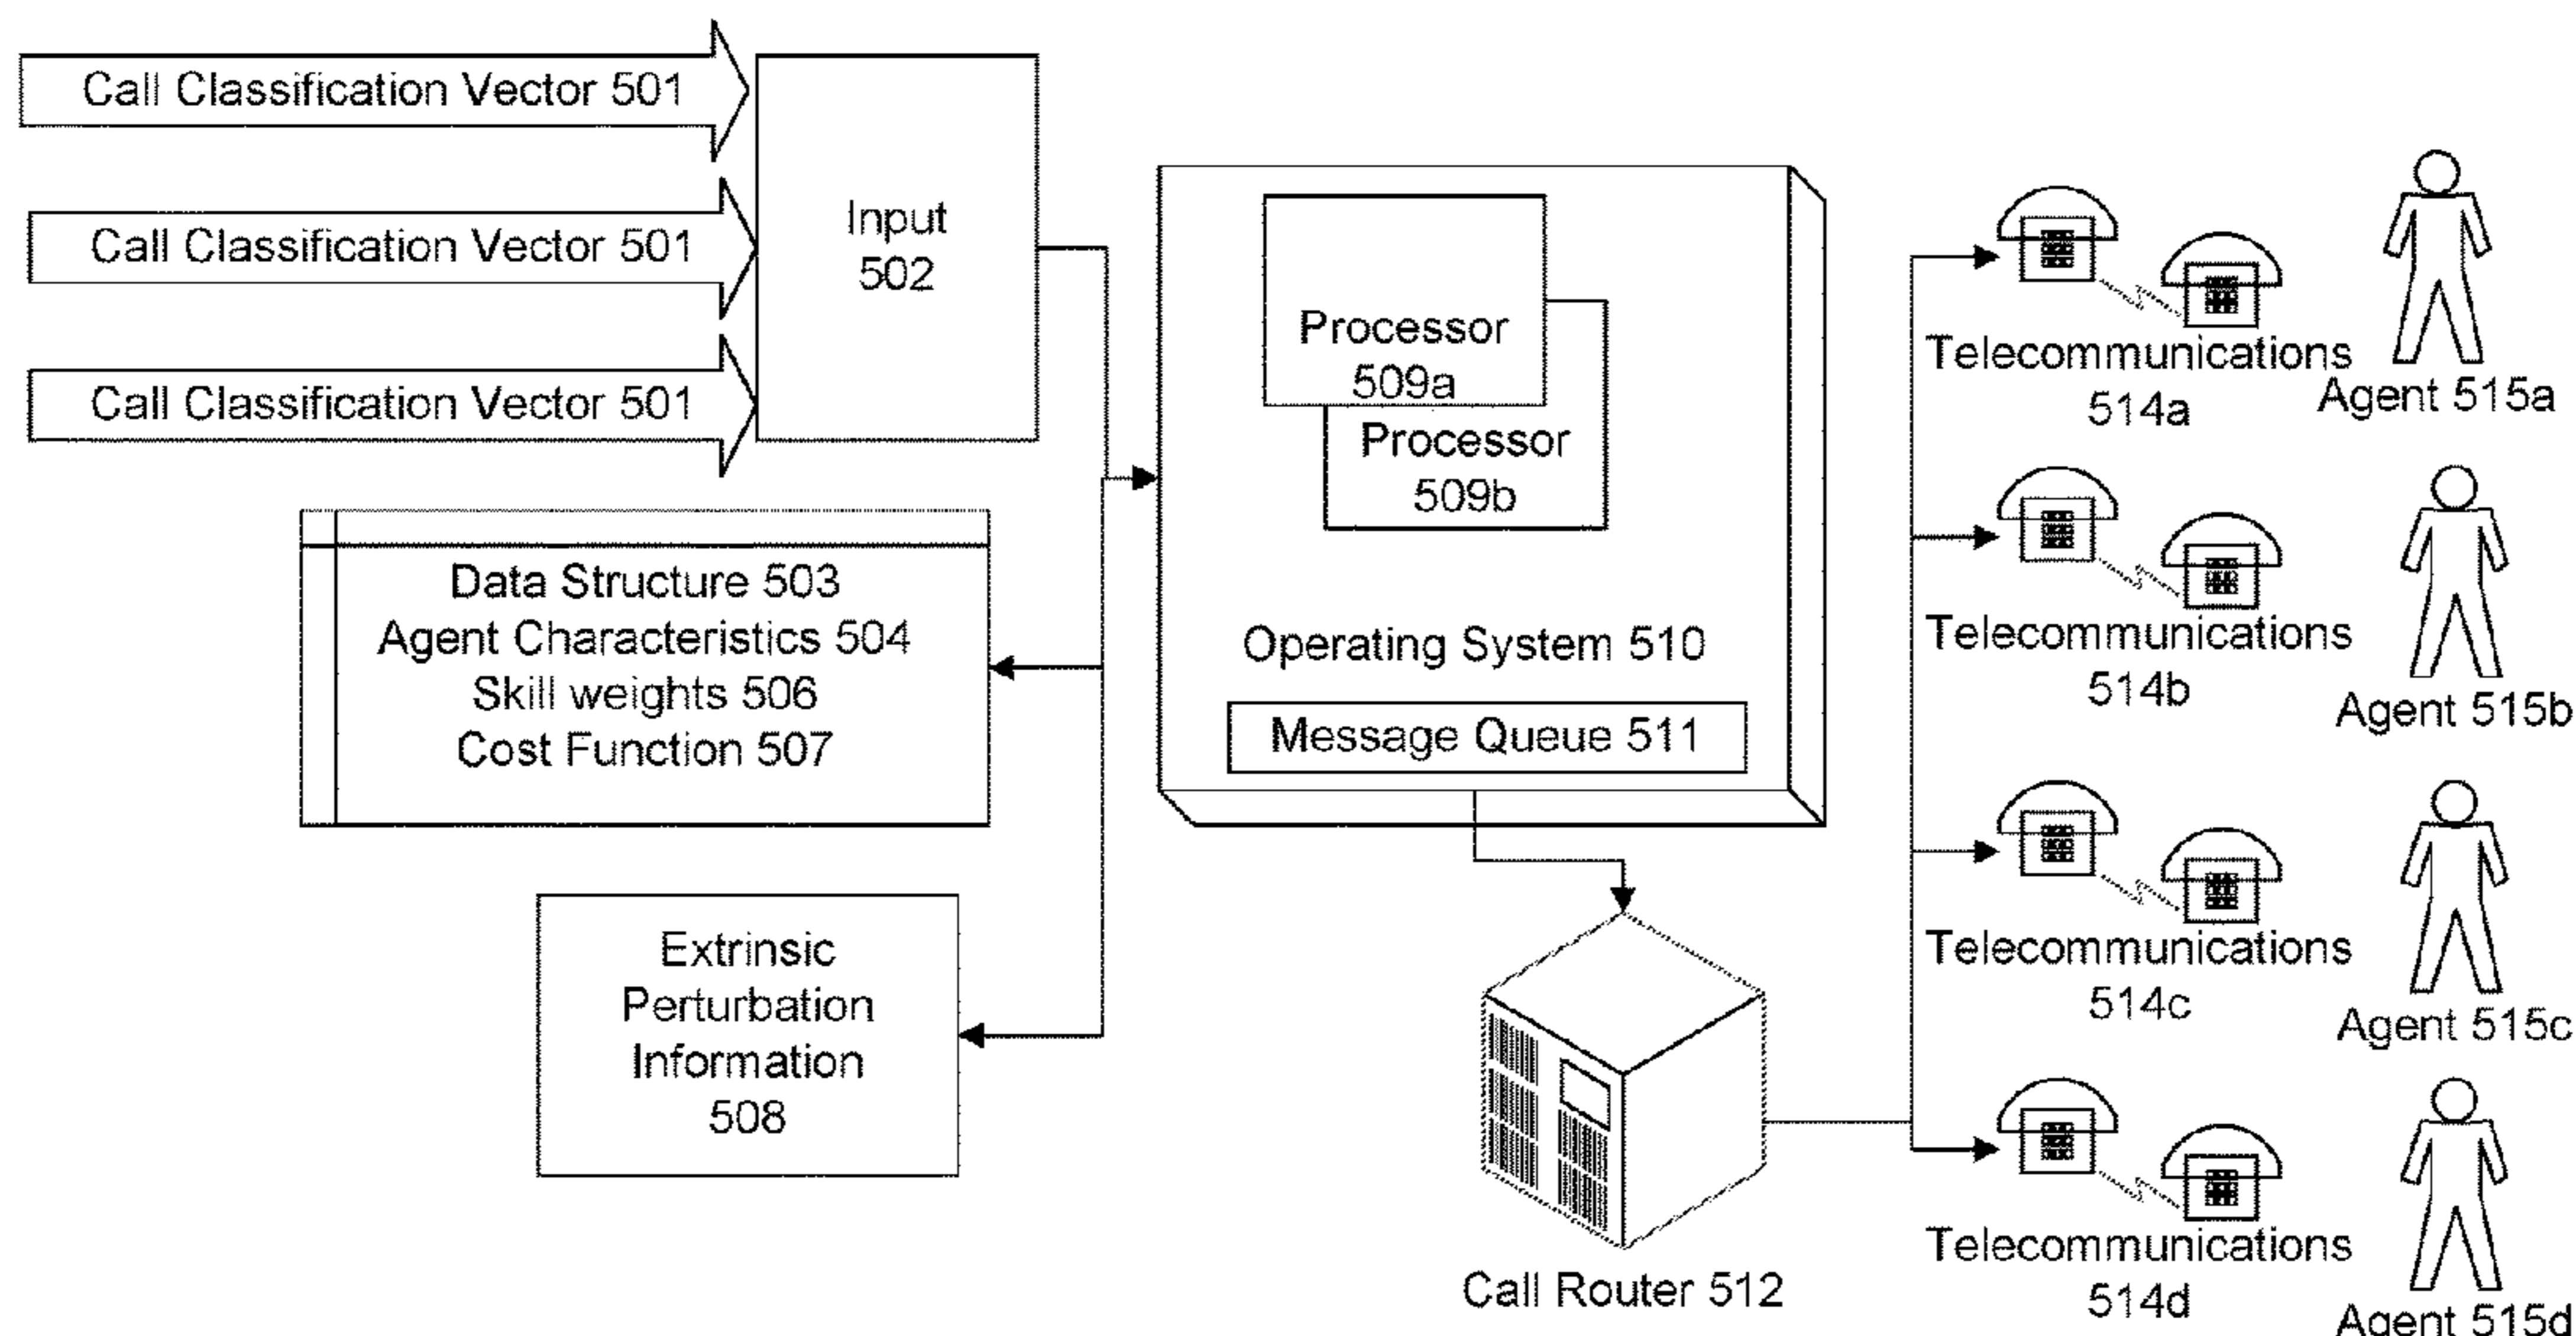 Call Classification Vector 501
Call Classification Vector 501
Call Classification Vector 501
Input
502
Data Structure 503
Agent Characteristics 504
Skill weights 506
Cost Function 507
Extrinsic
Perturbation
Information
508
Processor
509a
Processor
509b
Operating System 510
Message Queue 511
Call Router 512
Telecommunications
514a
Agent 515a
Telecommunications
514b
Agent 515b
Telecommunications
514c
Agent 515c
Telecommunications
514d
Agent 515d